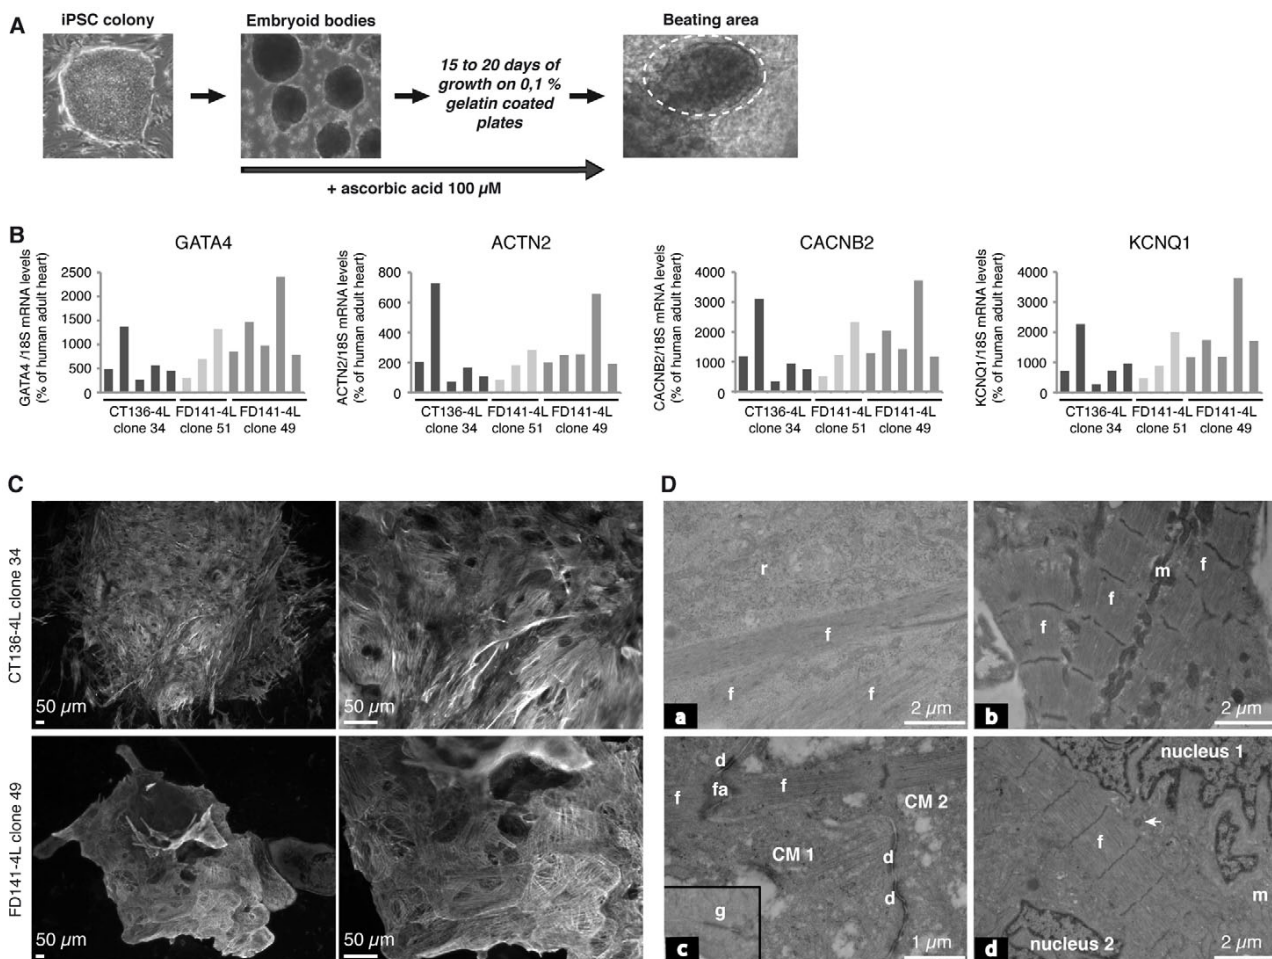 A
iPSC colony
Embryoid bodies
15 to 20 days of
growth on 0,1 %
gelatin coated
plates
Beating area
+ ascorbic acid 100 µM
B
GATA4
GATA4 /18S mRNA levels
(% of human adult heart)
2500
2000
1500
1000
500
0
CT136-4L FD141-4L FD141-4L
clone 34 clone 51 clone 49
ACTN2
ACTN2/18S mRNA levels
(% of human adult heart)
800
600
400
200
0
CT136-4L FD141-4L FD141-4L
clone 34 clone 51 clone 49
CACNB2
CACNB2/18S mRNA levels
(% of human adult heart)
4000
3000
2000
1000
0
CT136-4L FD141-4L FD141-4L
clone 34 clone 51 clone 49
KCNQ1
KCNQ1/18S mRNA levels
(% of human adult heart)
4000
3000
2000
1000
0
CT136-4L FD141-4L FD141-4L
clone 34 clone 51 clone 49
C
CT136-4L clone 34
50 µm
50 µm
FD141-4L clone 49
50 µm
50 µm
D
r
f
f f
a
2 µm
f
m
f
f
b
2 µm
d
f fa f
CM 2
CM 1
d
d
g
c
1 µm
nucleus 1
f
m
nucleus 2
d
2 µm